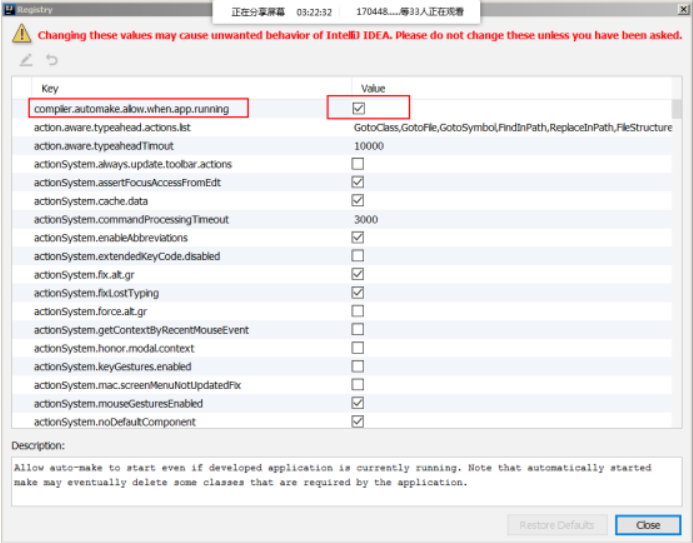 Registry
正在分享屏幕 03:22:32 170448......等33人正在观看
Changing these values may cause unwanted behavior of IntelliJ IDEA. Please do not change these unless you have been asked.
Key Value
compiler.automake.allow.when.app.running
action.aware.typeahead.actions.list GotoClass,GotoFile,GotoSymbol,FindInPath,ReplaceInPath,FileStructure
action.aware.typeaheadTimout 10000
actionSystem.always.update.toolbar.actions
actionSystem.assertFocusAccessFromEdt
actionSystem.cache.data
actionSystem.commandProcessingTimeout 3000
actionSystem.enableAbbreviations
actionSystem.extendedKeyCode.disabled
actionSystem.fix.alt.gr
actionSystem.fixLostTyping
actionSystem.force.alt.gr
actionSystem.getContextByRecentMouseEvent
actionSystem.honor.modal.context
actionSystem.keyGestures.enabled
actionSystem.mac.screenMenuNotUpdatedFix
actionSystem.mouseGesturesEnabled
actionSystem.noDefaultComponent
Description:
Allow auto-make to start even if developed application is currently running. Note that automatically started
make may eventually delete some classes that are required by the application.
Restore Defaults Close